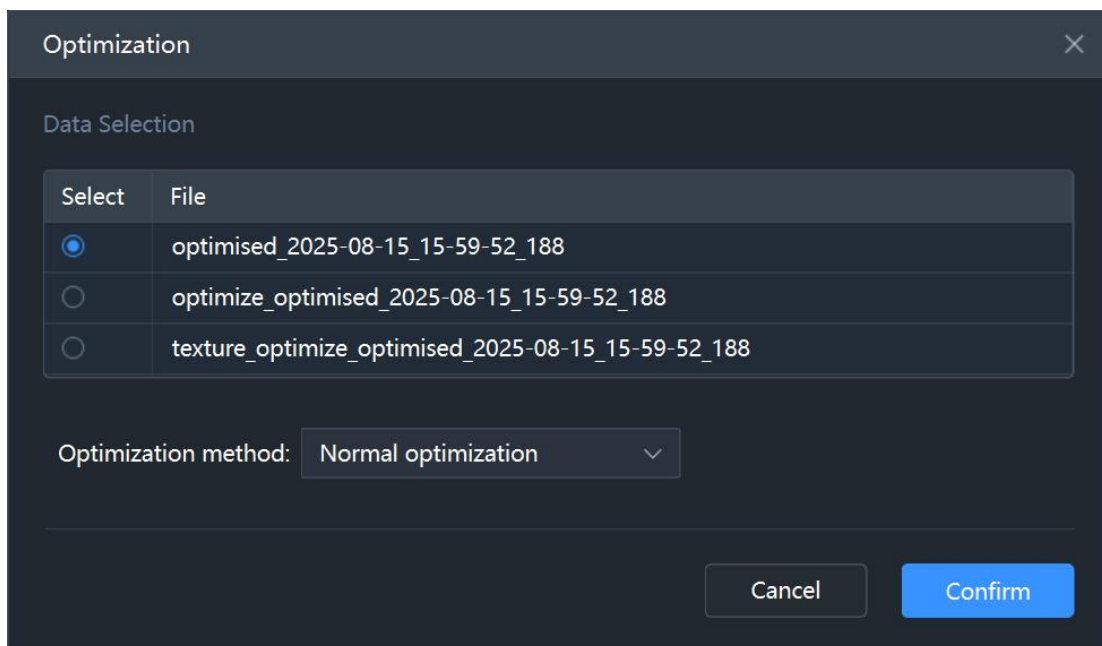 Optimization
Data Selection
Select File
optimised_2025-08-15_15-59-52_188
optimize_optimised_2025-08-15_15-59-52_188
texture_optimize_optimised_2025-08-15_15-59-52_188
Optimization method: Normal optimization
Cancel Confirm